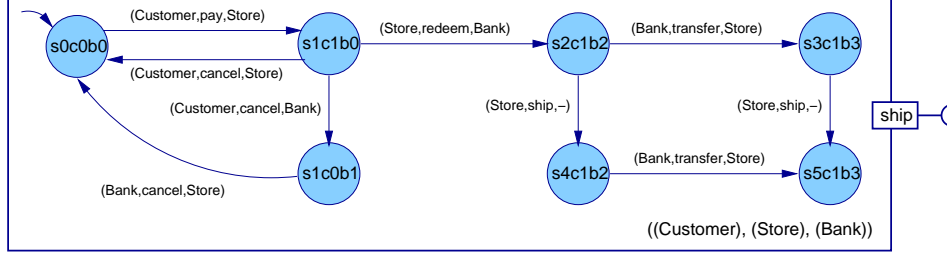 (Customer,pay,Store)
s0c0b0
s1c1b0
(Store,redeem,Bank)
s2c1b2
(Bank,transfer,Store)
s3c1b3
(Customer,cancel,Store)
(Customer,cancel,Bank)
(Store,ship,−)
(Store,ship,−)
ship
s1c0b1
(Bank,cancel,Store)
s4c1b2
(Bank,transfer,Store)
s5c1b3
((Customer), (Store), (Bank))